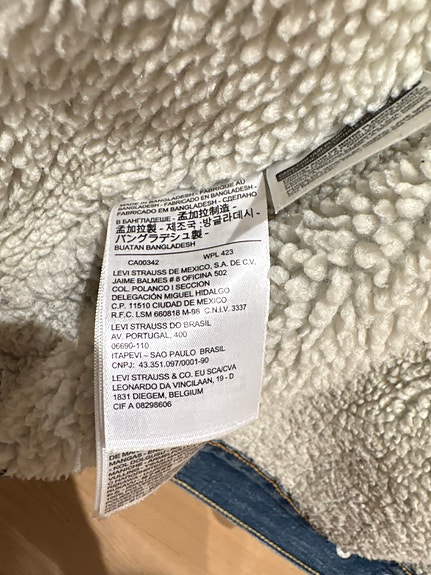 MADE IN BANGLADESH - FABRIQUE AU
BANGLADESH - FABRICADO EN BANGLADESH -
FABRICADO EM BANGLADESH - СДЕЛАНО
В БАНГЛАДЕШЕ - 孟加拉制造 -
孟加拉製 - 제조국 :방글라데시 -
バングラデシュ製 -
BUATAN BANGLADESH
CA00342 WPL 423
LEVI STRAUSS DE MEXICO, S.A. DE C.V.
JAIME BALMES # 8 OFICINA 502
COL. POLANCO I SECCION
DELEGACIÓN MIGUEL HIDALGO
C.P. 11510 CIUDAD DE MEXICO
R.F.C. LSM 660818 M-98 C.N.I.V. 3337
LEVI STRAUSS DO BRASIL
AV. PORTUGAL, 400
06690-110
ITAPEVI – SAO PAULO BRASIL
CNPJ: 43.351.097/0001-90
LEVI STRAUSS & CO. EU SCA/CVA
LEONARDO DA VINCILAAN, 19 - D
1831 DIEGEM, BELGIUM
CIF A 08298606